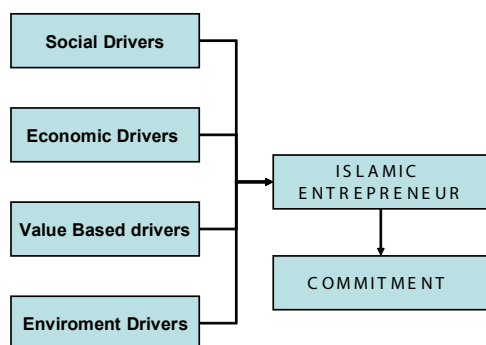 Social Drivers
Economic Drivers
Value Based drivers
Enviroment Drivers
ISLAMIC
ENTREPRENEUR
COMMITMENT